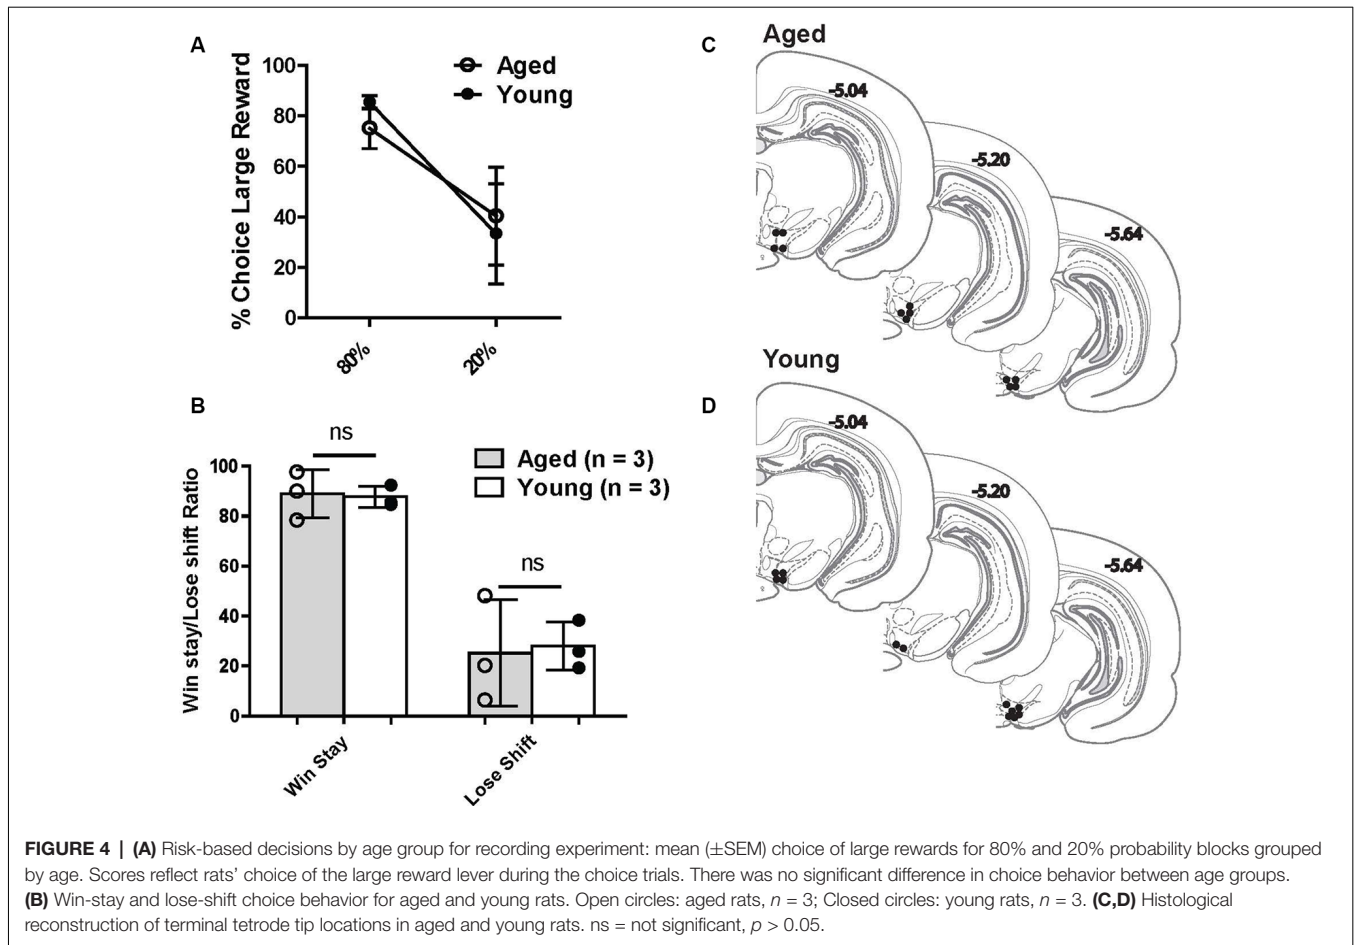 A
% Choice Large Reward
100
80
60
40
20
0
Aged
Young
80%
20%
B
Win stay/Lose shift Ratio
100
80
60
40
20
0
ns
ns
Aged (n = 3)
Young (n = 3)
Win Stay
Lose Shift
C
Aged
-5.04
-5.20
-5.64
D
Young
-5.04
-5.20
-5.64
FIGURE 4 | (A) Risk-based decisions by age group for recording experiment: mean (±SEM) choice of large rewards for 80% and 20% probability blocks grouped
by age. Scores reflect rats’ choice of the large reward lever during the choice trials. There was no significant difference in choice behavior between age groups.
(B) Win-stay and lose-shift choice behavior for aged and young rats. Open circles: aged rats, n = 3; Closed circles: young rats, n = 3. (C,D) Histological
reconstruction of terminal tetrode tip locations in aged and young rats. ns = not significant, p > 0.05.